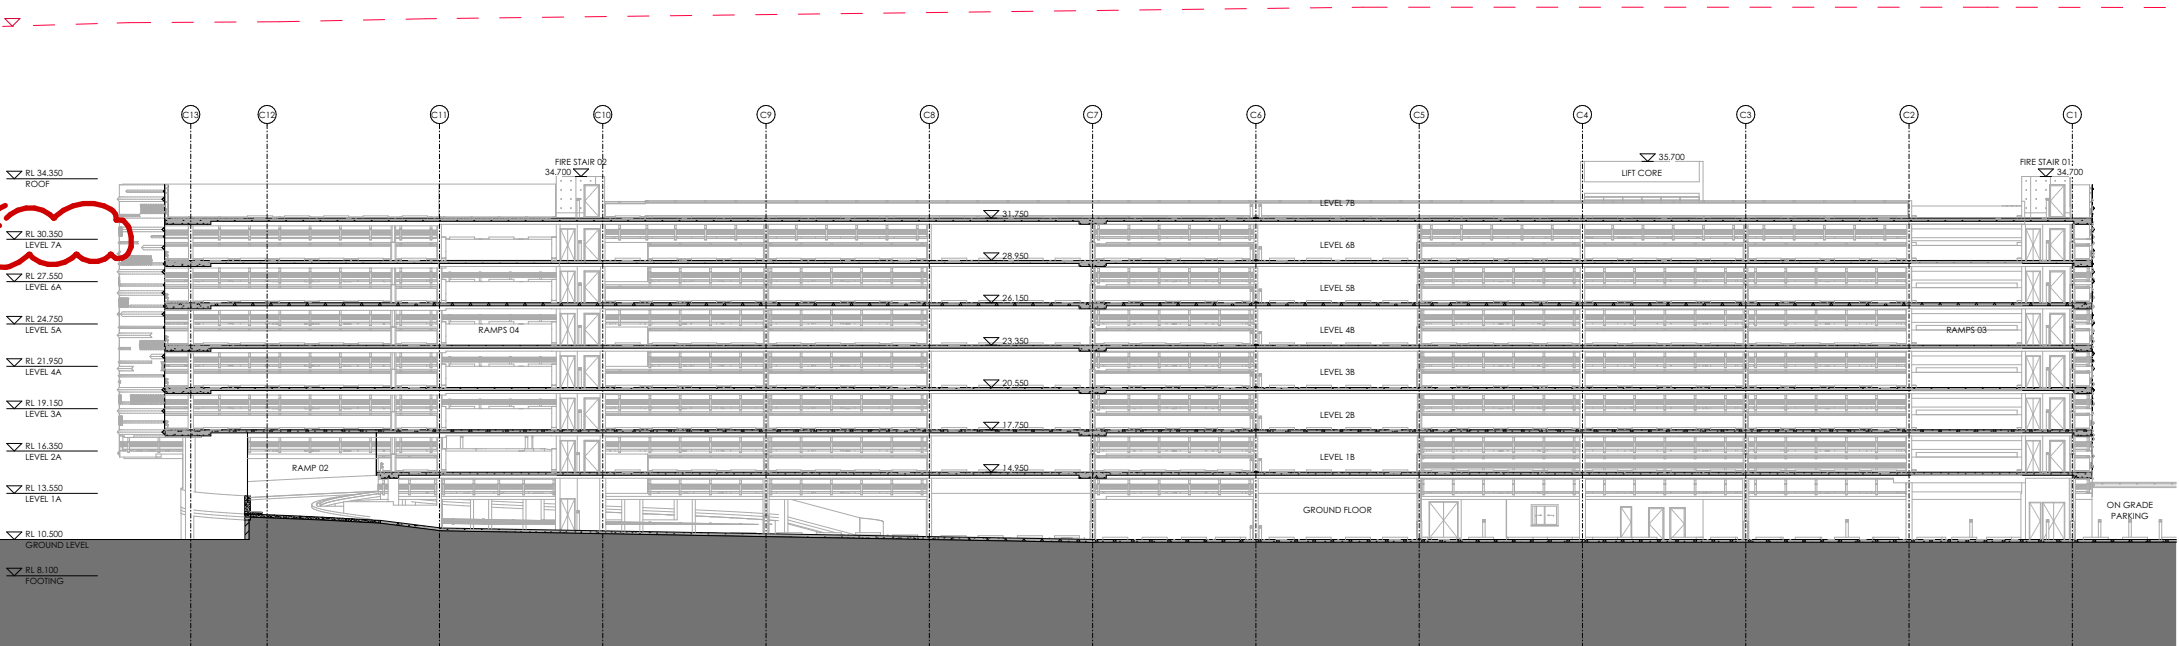 C13 C12 C11 C10 C9 C8 C7 C6 C5 C4 C3 C2 C1
35.700
LIFT CORE
FIRE STAIR 02
34.700
FIRE STAIR 01
34.700
RL 34.350
ROOF
LEVEL 7B
31.750
RL 30.350
LEVEL 7A
LEVEL 6B
28.950
RL 27.550
LEVEL 6A
LEVEL 5B
26.150
RL 24.750
LEVEL 5A
RAMPS 04
LEVEL 4B
RAMPS 03
23.350
RL 21.950
LEVEL 4A
LEVEL 3B
20.550
RL 19.150
LEVEL 3A
LEVEL 2B
17.750
RL 16.350
LEVEL 2A
LEVEL 1B
RAMP 02
14.950
RL 13.550
LEVEL 1A
GROUND FLOOR
ON GRADE
PARKING
RL 10.500
GROUND LEVEL
RL 8.100
FOOTING